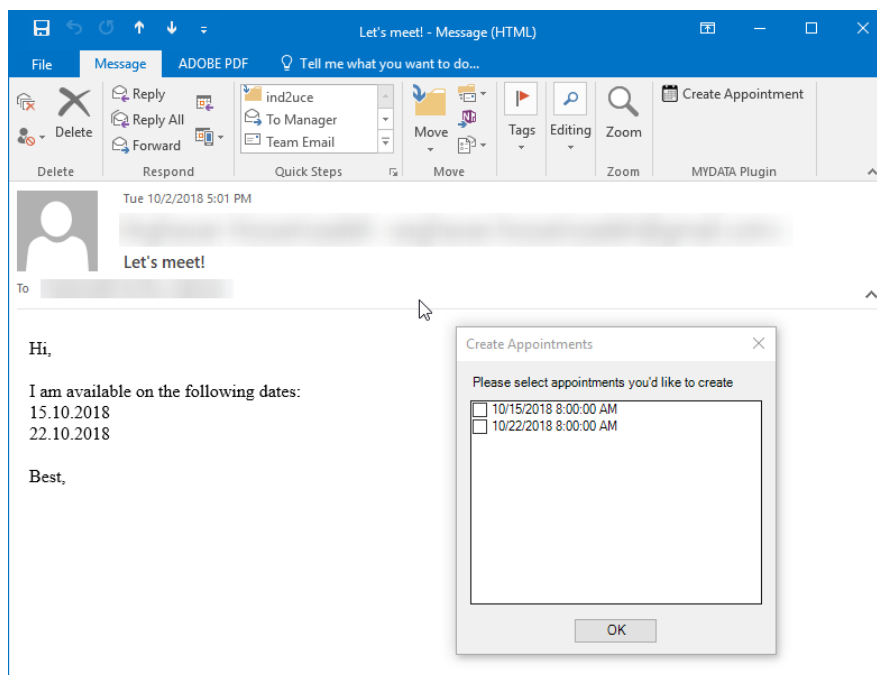 Let's meet! - Message (HTML)
File Message ADOBE PDF Tell me what you want to do...
Delete
Reply
Reply All
Forward
ind2uce
To Manager
Team Email
Move
Tags
Editing
Zoom
Create Appointment
Delete Respond Quick Steps Move Zoom MYDATA Plugin
Tue 10/2/2018 5:01 PM
Let's meet!
To
Hi,
I am available on the following dates:
15.10.2018
22.10.2018
Best,
Create Appointments
Please select appointments you'd like to create
10/15/2018 8:00:00 AM
10/22/2018 8:00:00 AM
OK